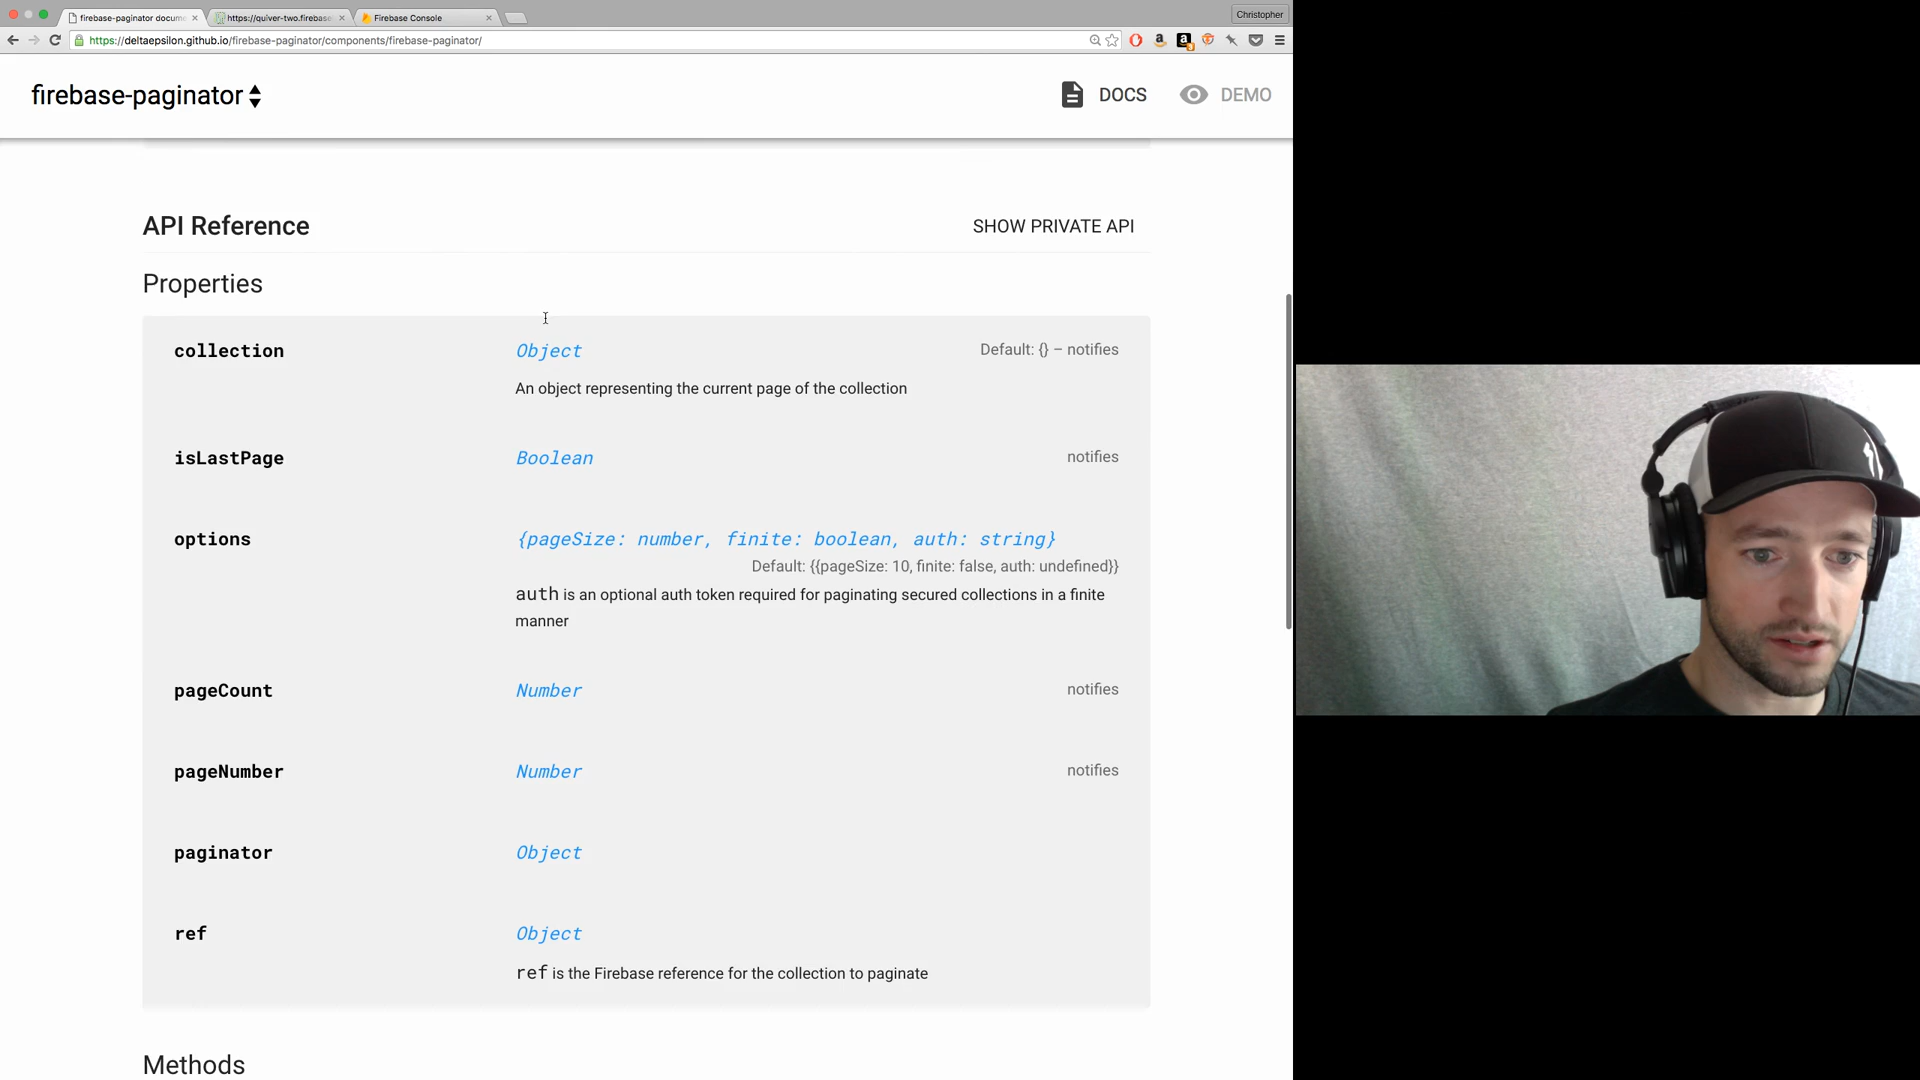 firebase-paginator docume
https://quiver-two.firebase
Firebase Console
Christopher
https://deltaepsilon.github.io/firebase-paginator/components/firebase-paginator/
firebase-paginator
DOCS
DEMO
API Reference
SHOW PRIVATE API
Properties
collection
Object
Default: {} – notifies
An object representing the current page of the collection
isLastPage
Boolean
notifies
options
{pageSize: number, finite: boolean, auth: string}
Default: {{pageSize: 10, finite: false, auth: undefined}}
auth is an optional auth token required for paginating secured collections in a finite
manner
pageCount
Number
notifies
pageNumber
Number
notifies
paginator
Object
ref
Object
ref is the Firebase reference for the collection to paginate
Methods